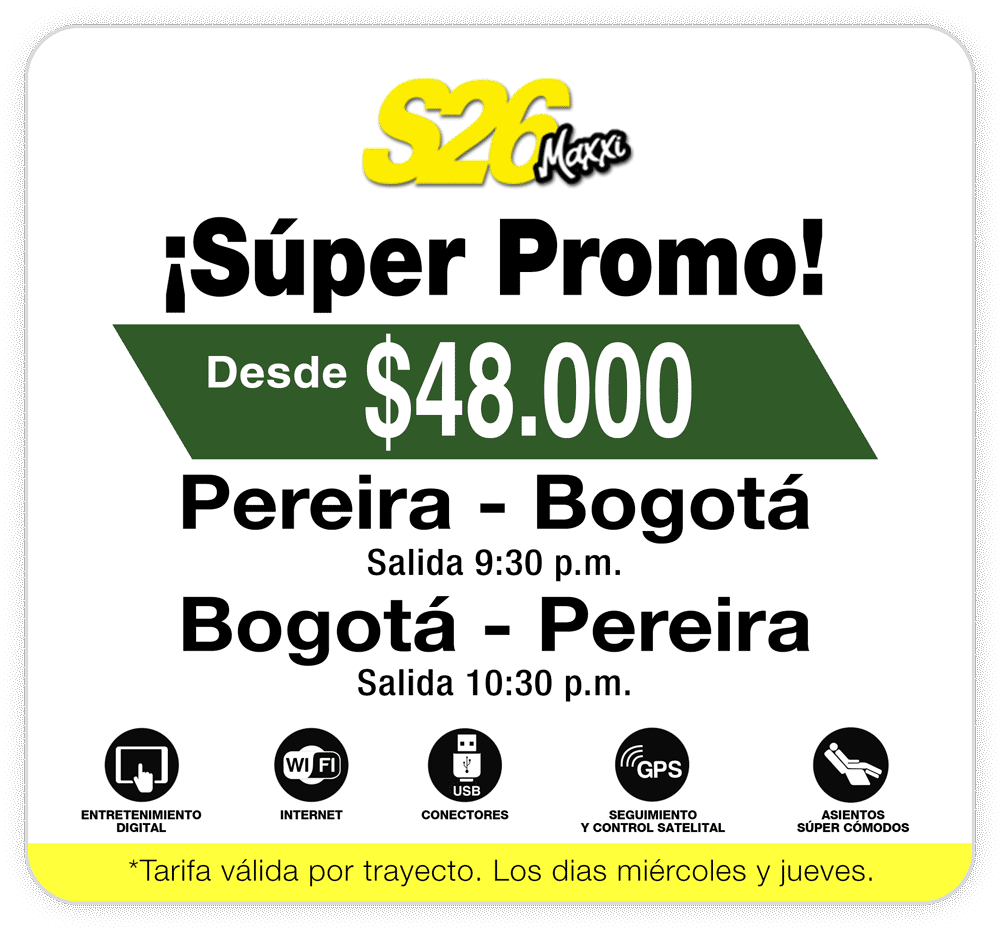 S26 Maxxi
¡Súper Promo!
Desde $48.000
Pereira - Bogotá
Salida 9:30 p.m.
Bogotá - Pereira
Salida 10:30 p.m.
WI FI
USB
GPS
ENTRETENIMIENTO
DIGITAL
INTERNET
CONECTORES
SEGUIMIENTO
Y CONTROL SATELITAL
ASIENTOS
SÚPER CÓMODOS
*Tarifa válida por trayecto. Los dias miércoles y jueves.